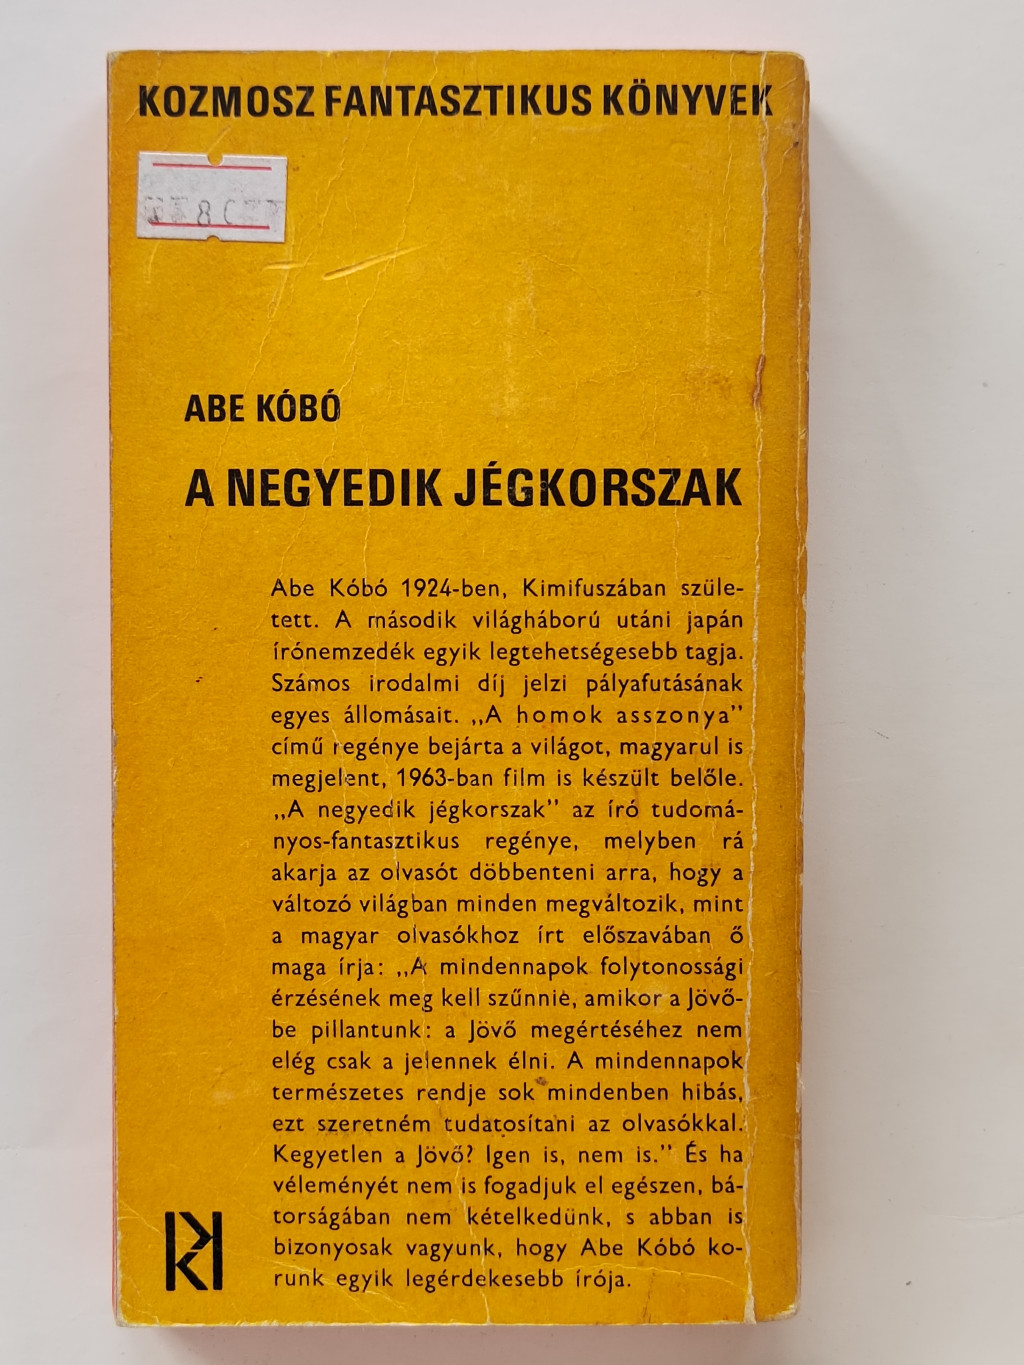 KOZMOSZ FANTASZTIKUS KÖNYVEK
ABE KÓBÓ
A NEGYEDIK JÉGKORSZAK
Abe Kóbó 1924-ben, Kimifuszában szüle-
tett. A második világháború utáni japán
írónemzedék egyik legtehetségesebb tagja.
Számos irodalmi díj jelzi pályafutásának
egyes állomásait. „A homok asszonya”
című regénye bejárta a világot, magyarul is
megjelent, 1963-ban film is készült belőle.
„A negyedik jégkorszak” az író tudomá-
nyos-fantasztikus regénye, melyben rá
akarja az olvasót döbbenteni arra, hogy a
változó világban minden megváltozik, mint
a magyar olvasókhoz írt előszavában ő
maga írja: „A mindennapok folytonossági
érzésének meg kell szűnnie, amikor a Jövő-
be pillantunk: a Jövő megértéséhez nem
elég csak a jelennek élni. A mindennapok
természetes rendje sok mindenben hibás,
ezt szeretném tudatosítani az olvasókkal.
Kegyetlen a Jövő? Igen is, nem is.” És ha
véleményét nem is fogadjuk el egészen, bá-
torságában nem kételkedünk, s abban is
bizonyosak vagyunk, hogy Abe Kóbó ko-
runk egyik legérdekesebb írója.